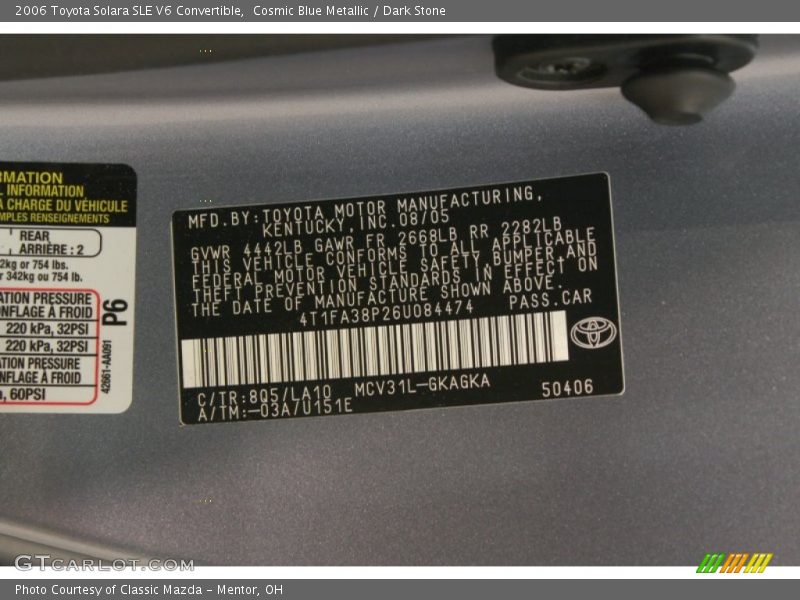 2006 Toyota Solara SLE V6 Convertible,  Cosmic Blue Metallic / Dark Stone
RMATION
INFORMATION
A CHARGE DU VÉHICULE
MPLES RENSEIGNEMENTS
REAR
ARRIÈRE : 2
2kg or 754 lbs.
r 342kg ou 754 lb.
ATION PRESSURE
NFLAGE À FROID
220 kPa, 32PSI
220 kPa, 32PSI
ATION PRESSURE
NFLAGE À FROID
, 60PSI
P6
42661-AA091
MFD.BY:TOYOTA MOTOR MANUFACTURING,
KENTUCKY,INC.08/05
GVWR 4442LB GAWR FR 2668LB RR 2282LB
THIS VEHICLE CONFORMS TO ALL APPLICABLE
FEDERAL MOTOR VEHICLE SAFETY,BUMPER,AND
THEFT PREVENTION STANDARDS IN EFFECT ON
THE DATE OF MANUFACTURE SHOWN ABOVE.
4T1FA38P26U084474 PASS.CAR
C/TR:8Q5/LA10 MCV31L-GKAGKA
A/TM:-03A/U151E 50406
GTCarLot.com
Photo Courtesy of Classic Mazda - Mentor, OH